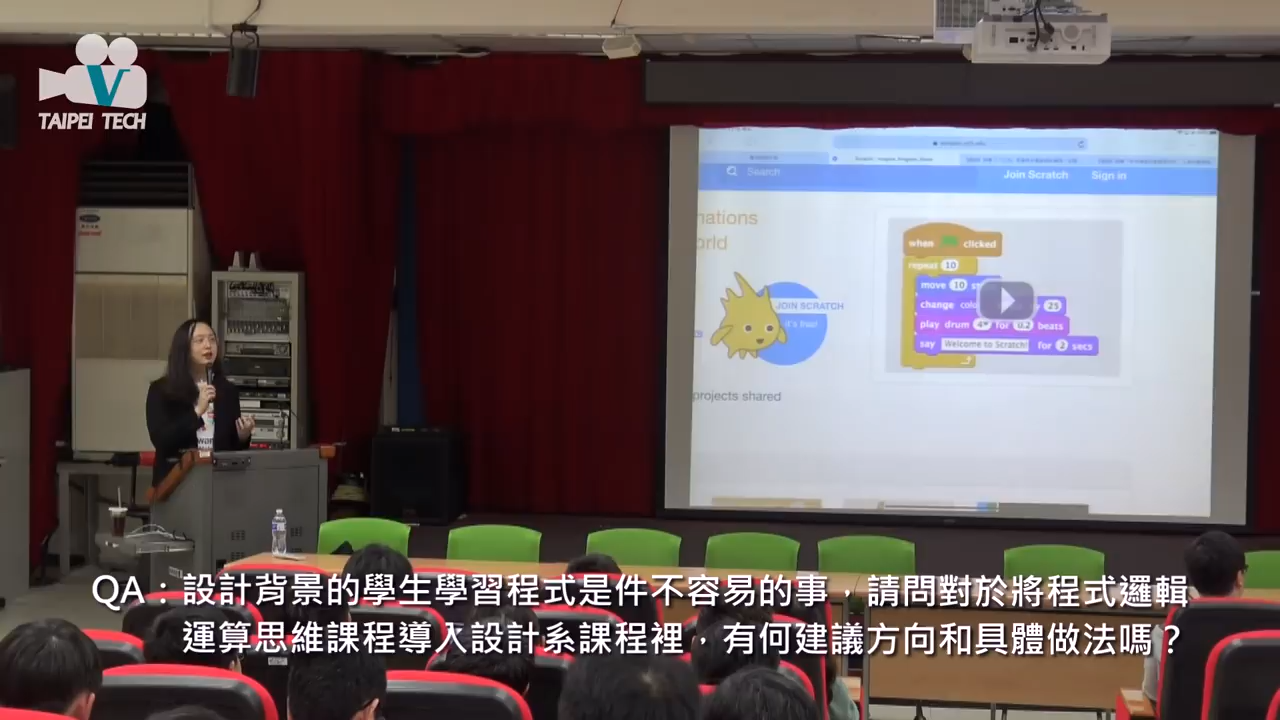 V
TAIPEI TECH
Search
Join Scratch
Sign in
nations
orld
JOIN SCRATCH
it's free!
projects shared
when clicked
repeat 10
move 10
change 25
play drum 4 for 0.2 beats
say Welcome to Scratch! for 2 secs
QA：設計背景的學生學習程式是件不容易的事，請問對於將程式邏輯
運算思維課程導入設計系課程裡，有何建議方向和具體做法嗎？